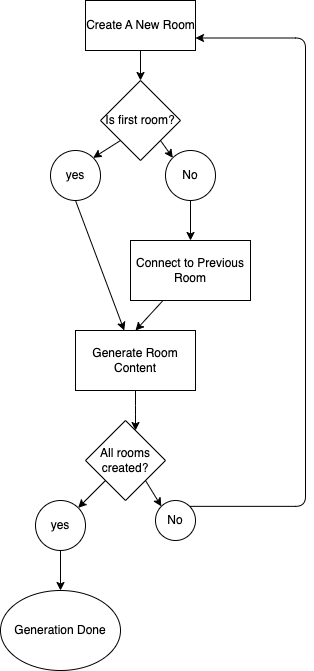 Create A New Room
Is first room?
yes
No
Connect to Previous
Room
Generate Room
Content
All rooms
created?
yes
No
Generation Done